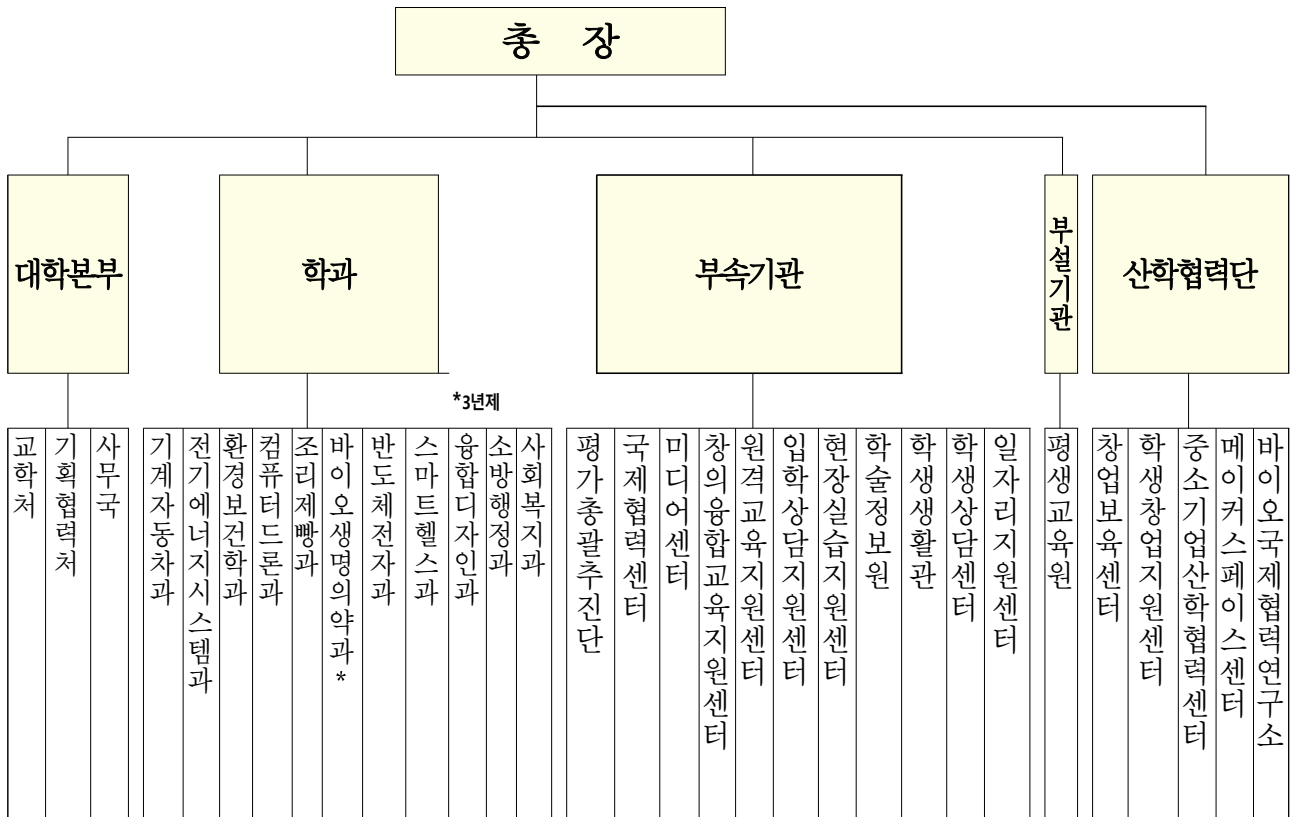 총 장
대학본부
학과
부속기관
부설기관
산학협력단
*3년제
교학처
기획협력처
사무국
기계자동차과
전기에너지시스템과
환경보건학과
컴퓨터드론과
조리제빵과
바이오생명의약과*
반도체전자과
스마트헬스과
융합디자인과
소방행정과
사회복지과
평가총괄추진단
국제협력센터
미디어센터
창의융합교육지원센터
원격교육지원센터
입학상담지원센터
현장실습지원센터
학술정보원
학생생활관
학생상담센터
일자리지원센터
평생교육원
창업보육센터
학생창업지원센터
중소기업산학협력센터
메이커스페이스센터
바이오국제협력연구소